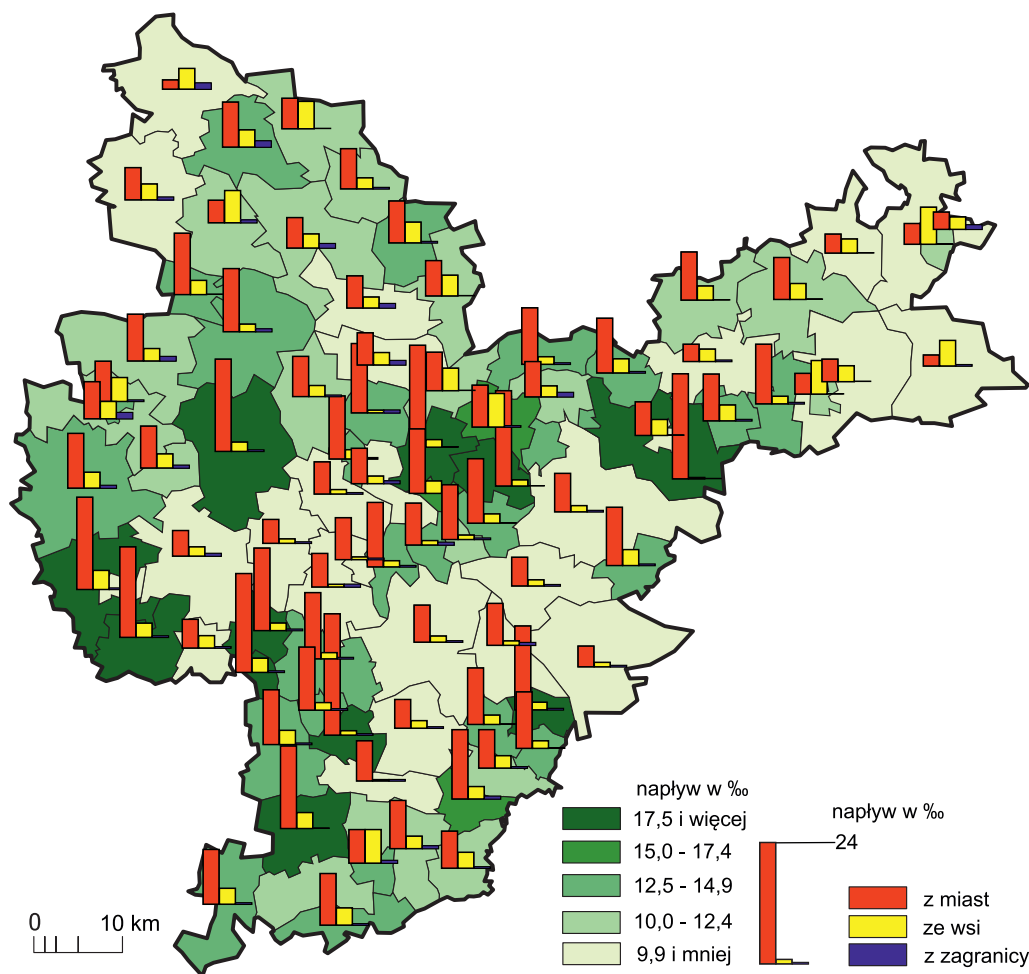 0 10 km
napływ w ‰
17,5 i więcej
15,0 - 17,4
12,5 - 14,9
10,0 - 12,4
9,9 i mniej
napływ w ‰
24
z miast
ze wsi
z zagranicy